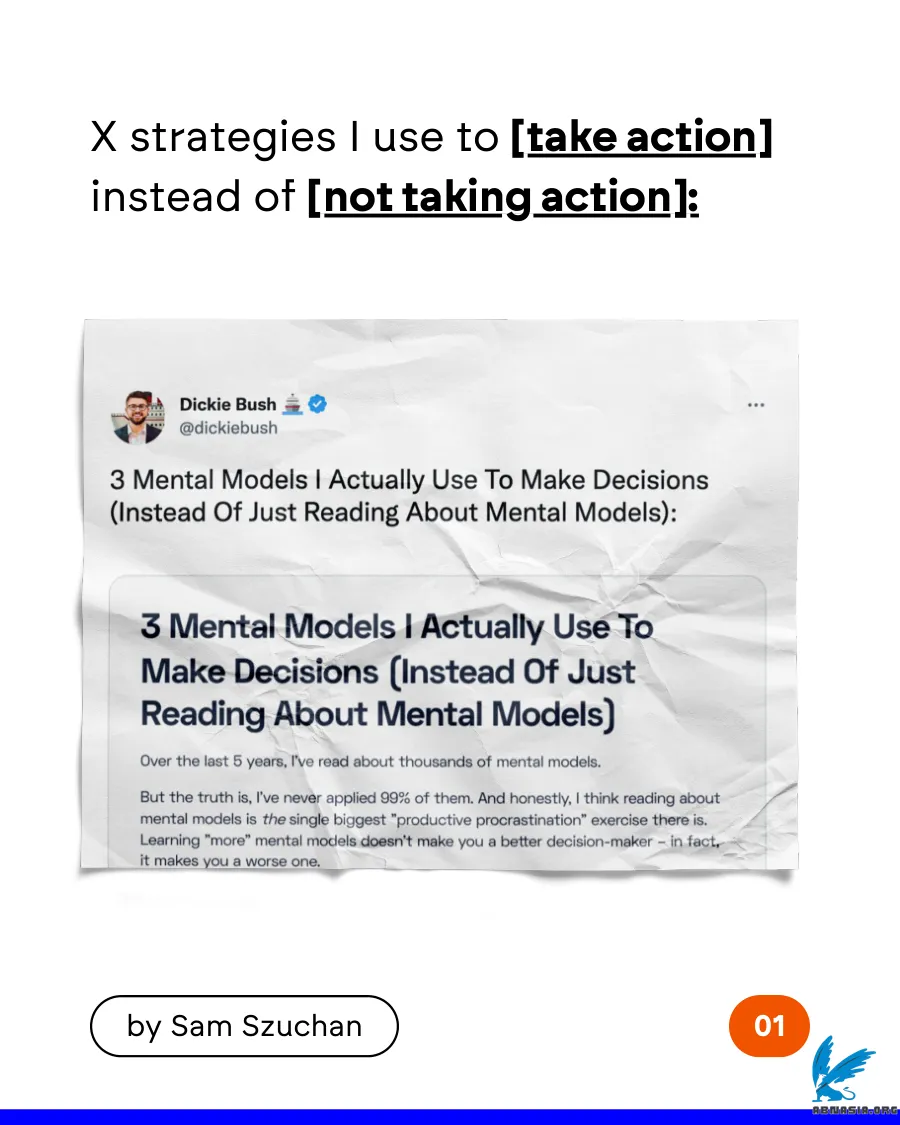 X strategies I use to [take action]
instead of [not taking action]:
Dickie Bush
@dickiebush
3 Mental Models I Actually Use To Make Decisions
(Instead Of Just Reading About Mental Models):
3 Mental Models I Actually Use To
Make Decisions (Instead Of Just
Reading About Mental Models)
Over the last 5 years, I've read about thousands of mental models.
But the truth is, I've never applied 99% of them. And honestly, I think reading about
mental models is the single biggest "productive procrastination" exercise there is.
Learning "more" mental models doesn't make you a better decision-maker – in fact,
it makes you a worse one.
by Sam Szuchan
01